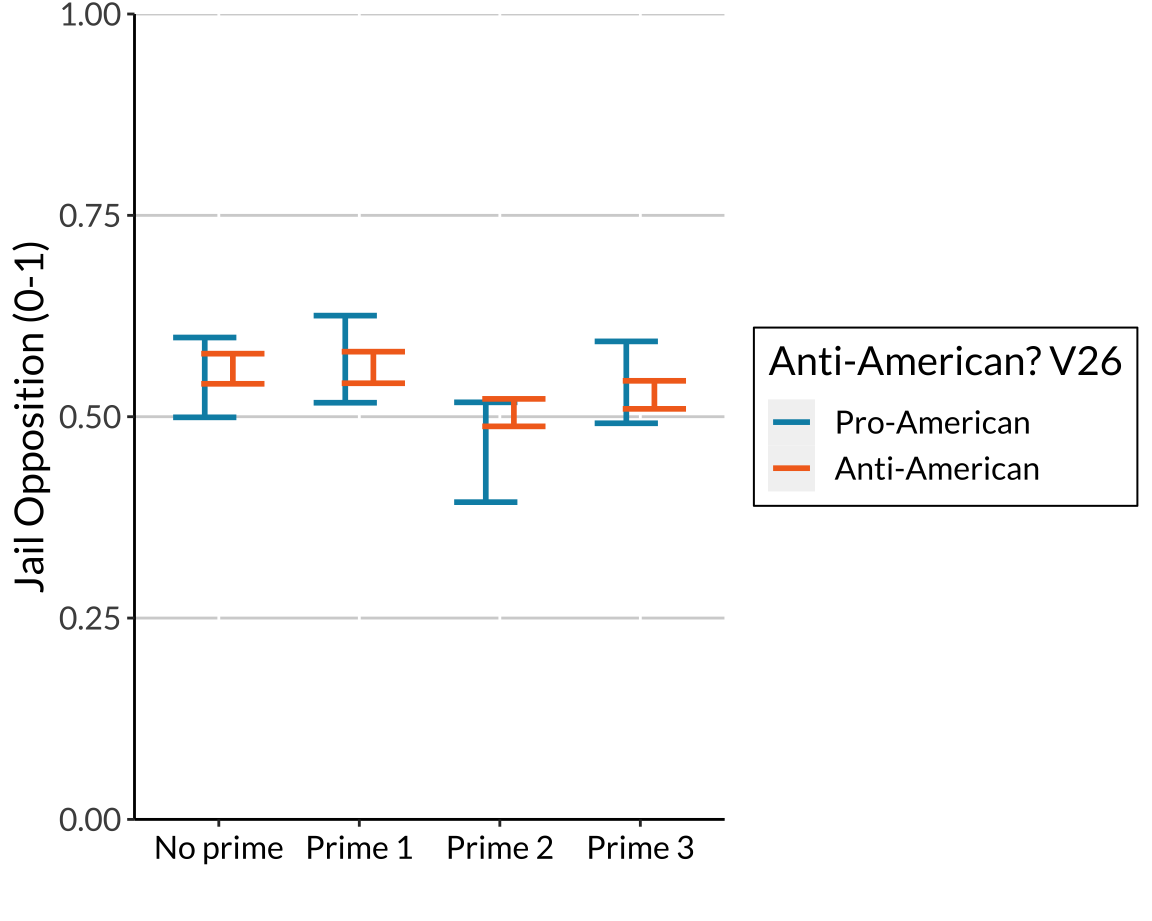 1.00
0.75
0.50
0.25
0.00
Jail Opposition (0-1)
No prime
Prime 1
Prime 2
Prime 3
Anti-American? V26
Pro-American
Anti-American